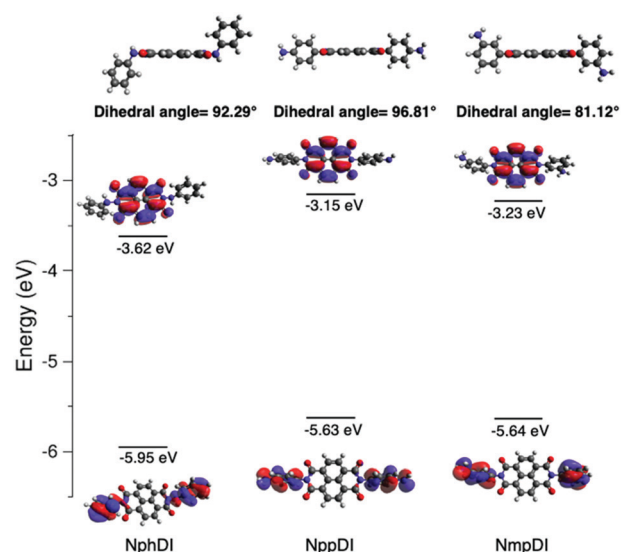 Dihedral angle= 92.29° Dihedral angle= 96.81° Dihedral angle= 81.12°
-3
-3.15 eV
-3.23 eV
-3.62 eV
-4
Energy (eV)
-5
-5.63 eV
-5.64 eV
-5.95 eV
-6
NphDI NppDI NmpDI